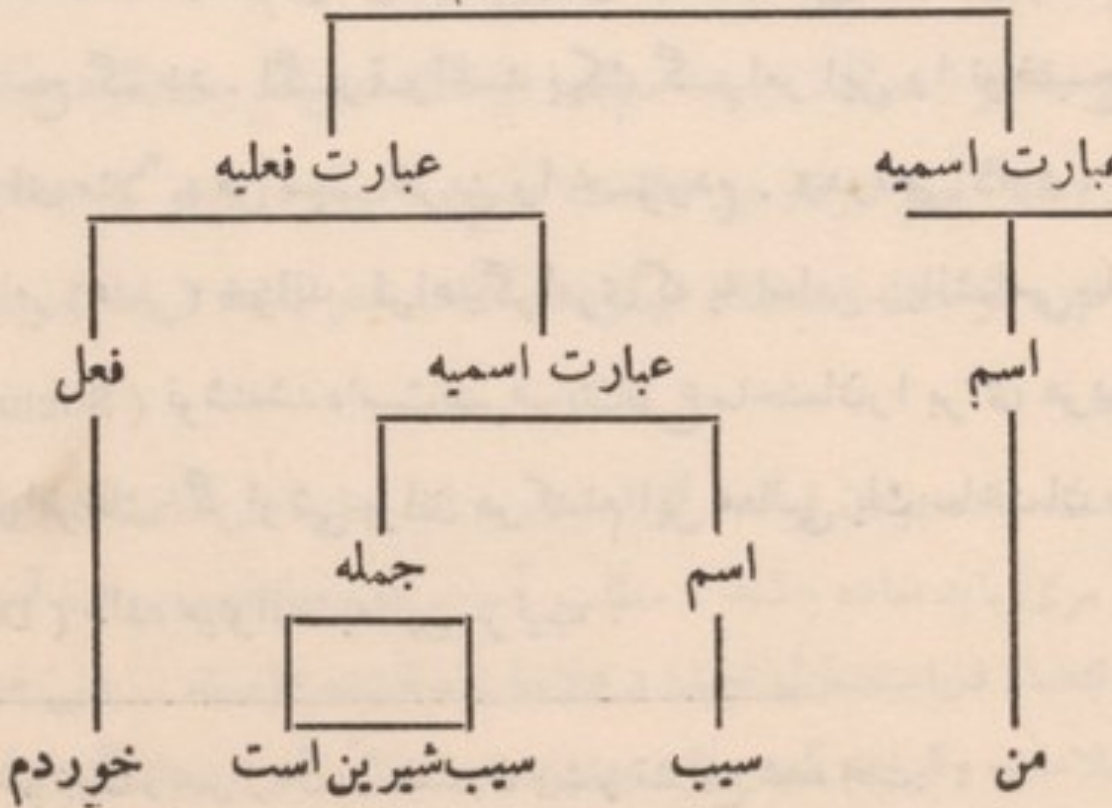 عبارت اسمیه عبارت فعلیه
اسم عبارت اسمیه فعل
اسم جمله
من سیب سیب شیرین است خوردم